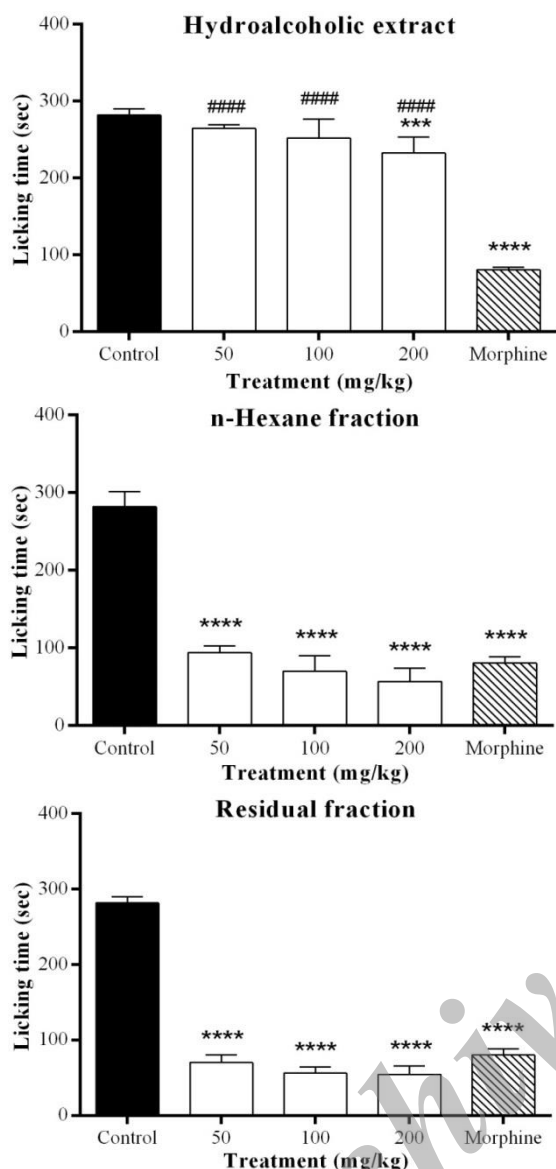 Hydroalcoholic extract
400
300
200
100
0
Licking time (sec)
####
####
####
***
****
Control 50 100 200 Morphine
Treatment (mg/kg)
n-Hexane fraction
400
300
200
100
0
Licking time (sec)
****
****
****
****
Control 50 100 200 Morphine
Treatment (mg/kg)
Residual fraction
400
300
200
100
0
Licking time (sec)
****
****
****
****
Control 50 100 200 Morphine
Treatment (mg/kg)